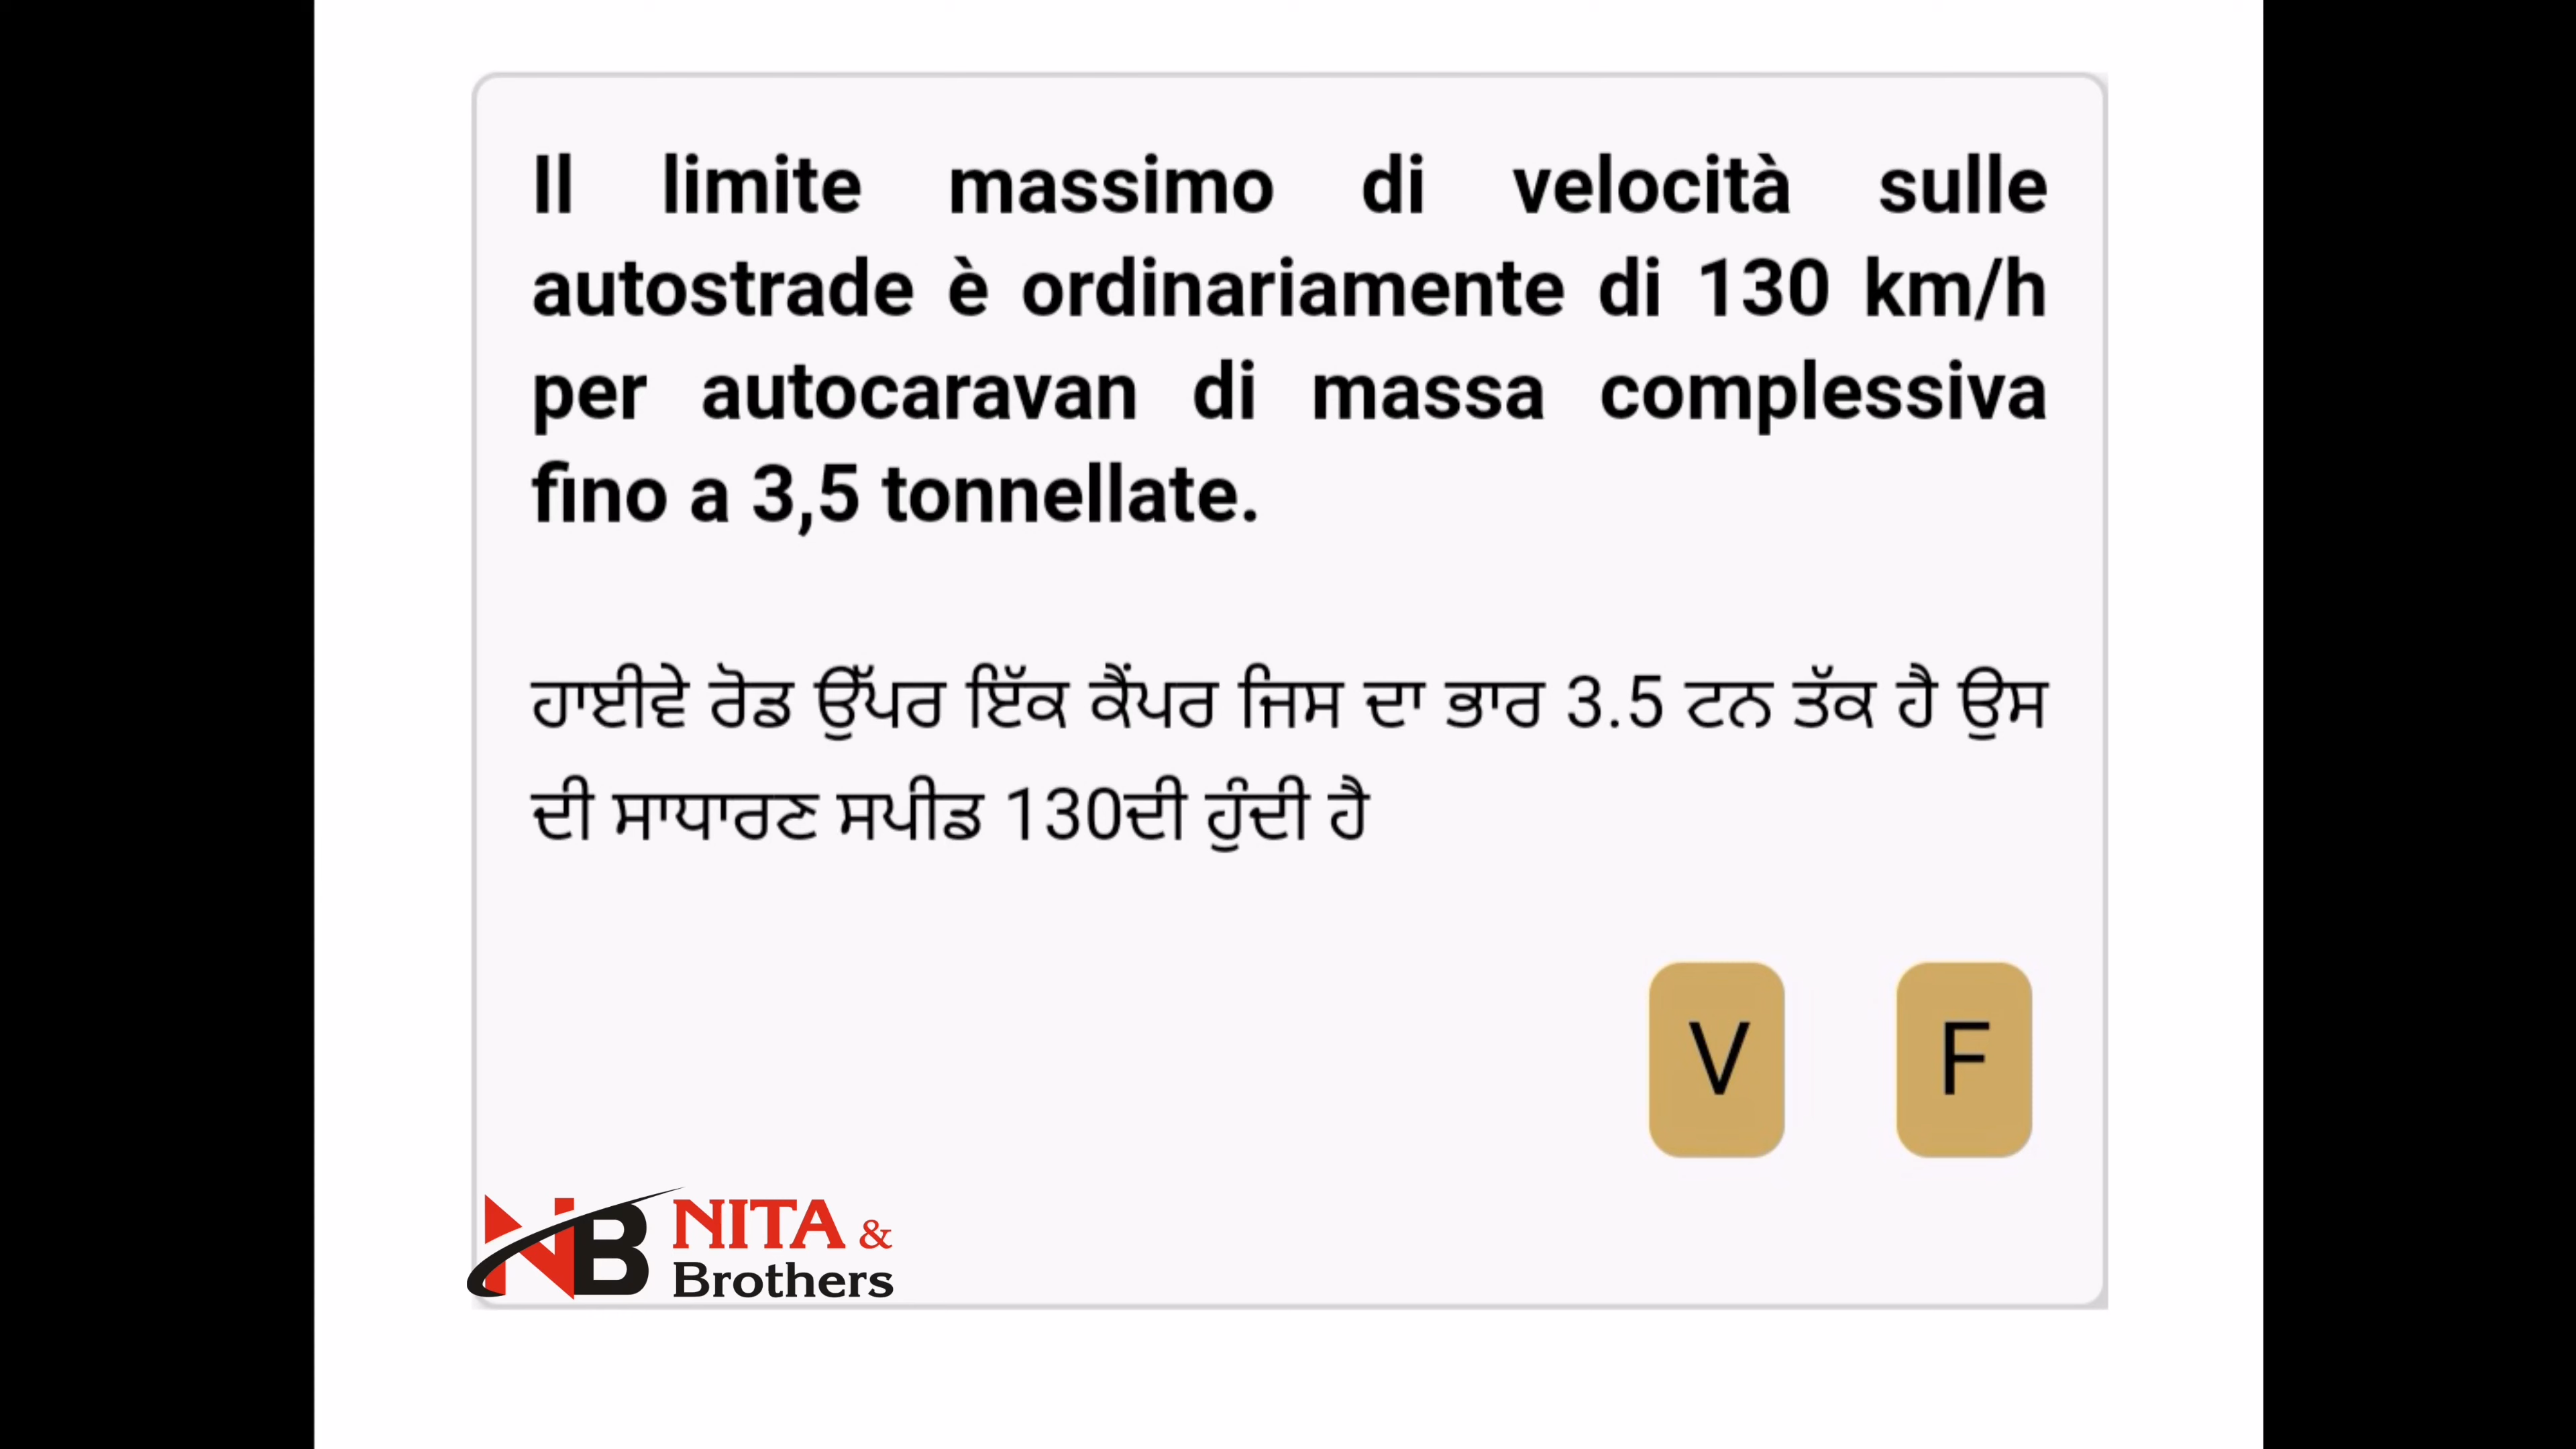 Il limite massimo di velocità sulle
autostrade è ordinariamente di 130 km/h
per autocaravan di massa complessiva
fino a 3,5 tonnellate.
ਹਾਈਵੇ ਰੋਡ ਉੱਪਰ ਇੱਕ ਕੈਂਪਰ ਜਿਸ ਦਾ ਭਾਰ 3.5 ਟਨ ਤੱਕ ਹੈ ਉਸ
ਦੀ ਸਾਧਾਰਣ ਸਪੀਡ 130ਦੀ ਹੁੰਦੀ ਹੈ
V F
NB NITA &
Brothers